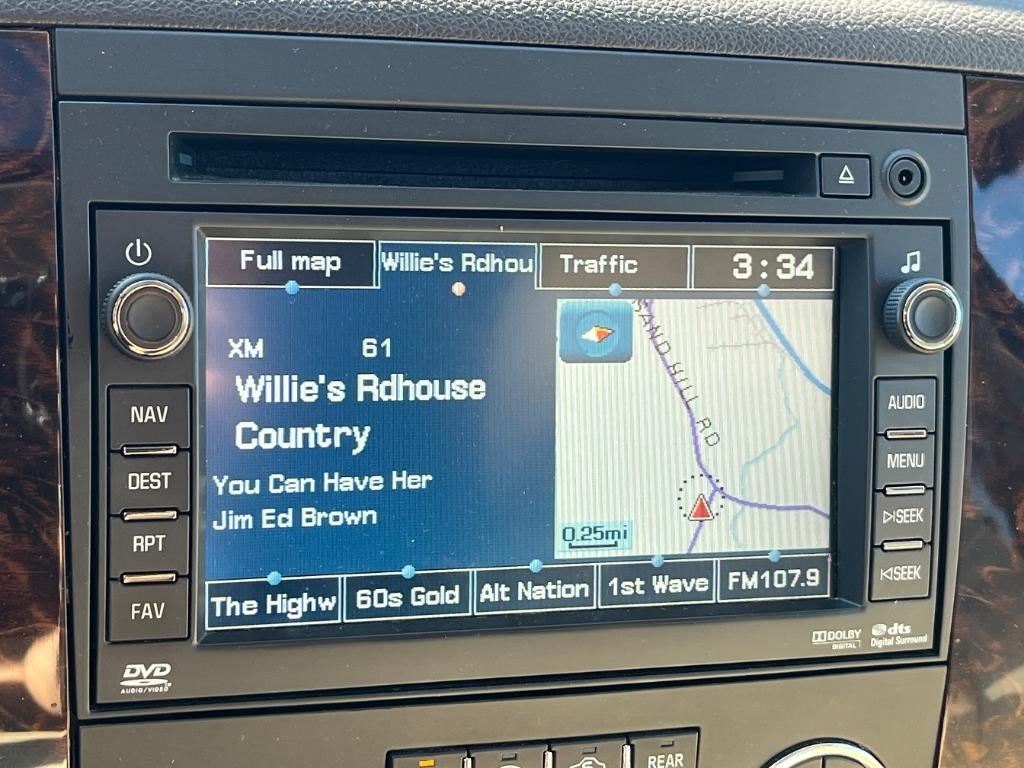 Full map
Willie's Rdhou
Traffic
3:34
XM 61
Willie's Rdhouse
Country
You Can Have Her
Jim Ed Brown
SAND HILL RD
0.25mi
The Highw
60s Gold
Alt Nation
1st Wave
FM107.9
NAV
DEST
RPT
FAV
AUDIO
MENU
SEEK
SEEK
DVD
AUDIO/VIDEO
DOLBY
DIGITAL
dts
Digital Surround
REAR